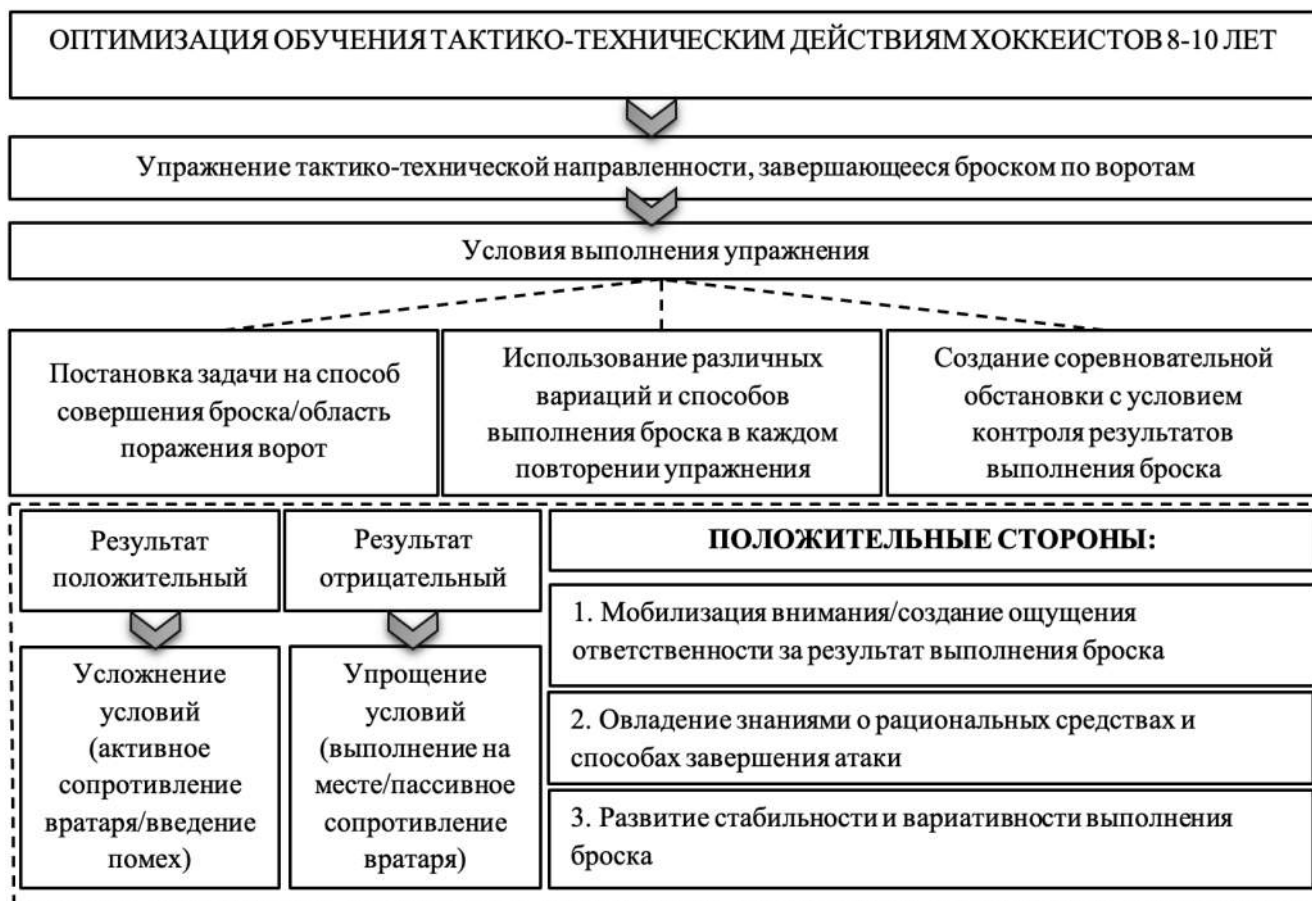 ОПТИМИЗАЦИЯ ОБУЧЕНИЯ ТАКТИКО-ТЕХНИЧЕСКИМ ДЕЙСТВИЯМ ХОККЕИСТОВ 8-10 ЛЕТ
Упражнение тактико-технической направленности, завершающееся броском по воротам
Условия выполнения упражнения
Постановка задачи на способ
совершения броска/область
поражения ворот
Использование различных
вариаций и способов
выполнения броска в каждом
повторении упражнения
Создание соревновательной
обстановки с условием
контроля результатов
выполнения броска
Результат
положительный
Результат
отрицательный
Усложнение
условий
(активное
сопротивление
вратаря/введение
помех)
Упрощение
условий
(выполнение на
месте/пассивное
сопротивление
вратаря)
ПОЛОЖИТЕЛЬНЫЕ СТОРОНЫ:
1. Мобилизация внимания/создание ощущения
ответственности за результат выполнения броска
2. Овладение знаниями о рациональных средствах и
способах завершения атаки
3. Развитие стабильности и вариативности выполнения
броска